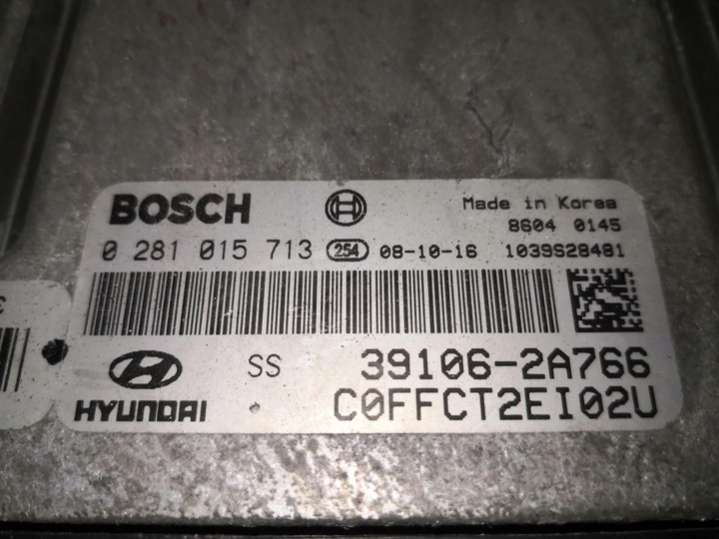 BOSCH
Made in Korea
8604 0145
0 281 015 713 254 08-10-16 1039S28481
SS 39106-2A766
HYUNDAI C0FFCT2EI02U